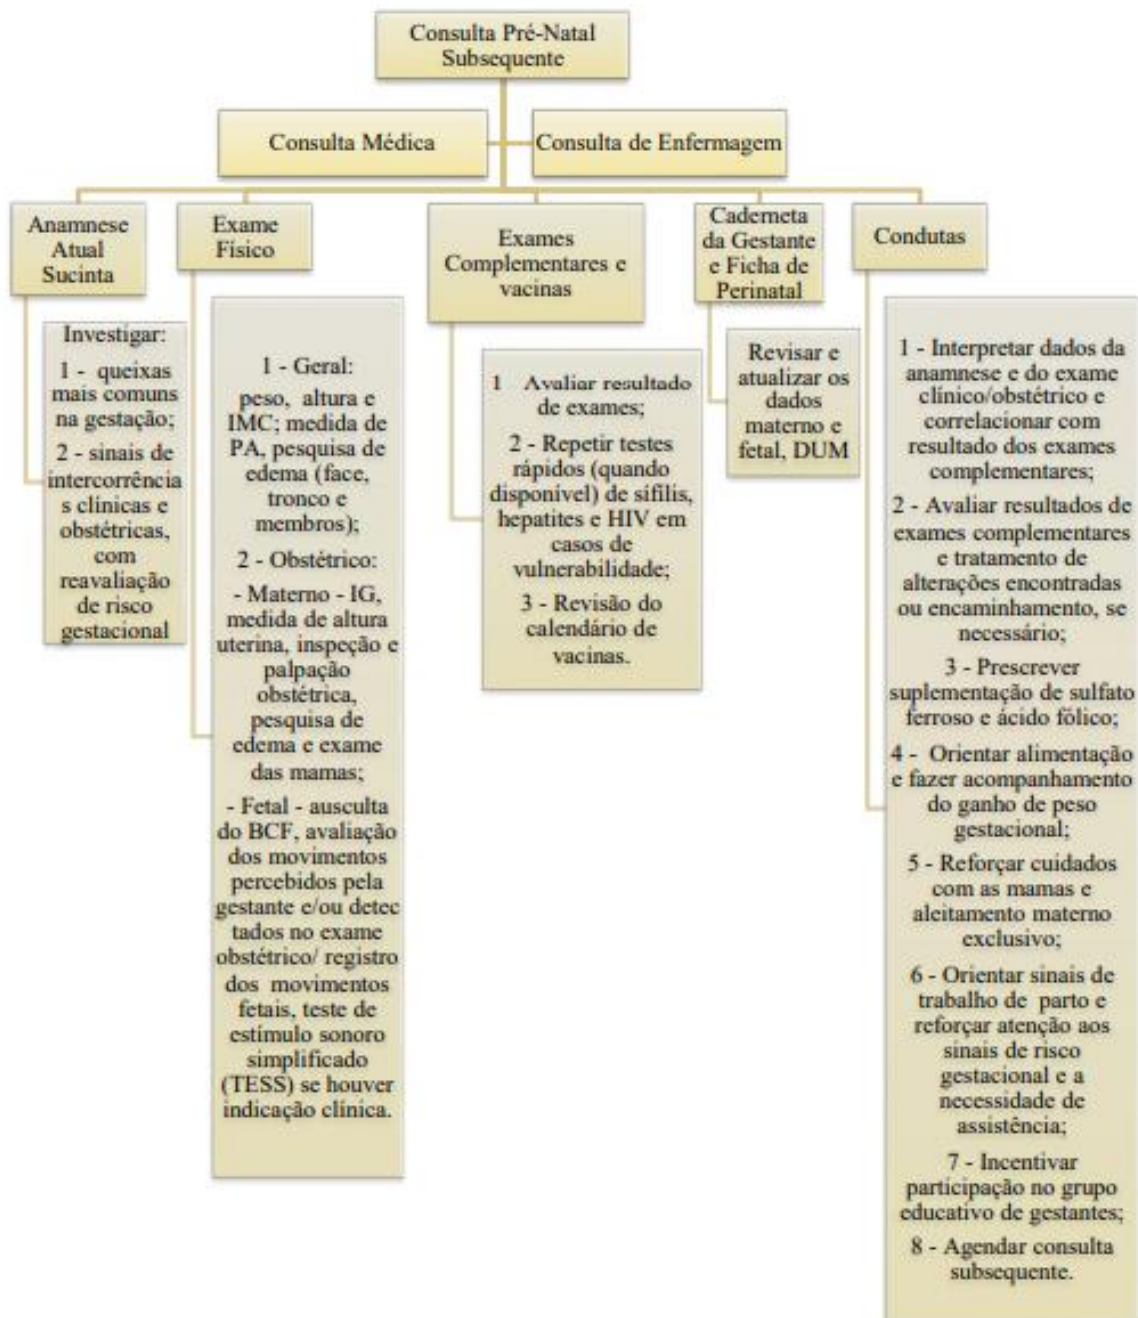 Consulta Pré-Natal
Subsequente
Consulta Médica
Consulta de Enfermagem
Anamnese
Atual
Sucinta
Investigar:
1 - queixas
mais comuns
na gestação;
2 - sinais de
intercorrência
s clínicas e
obstétricas,
com
reavaliação
de risco
gestacional
Exame
Físico
1 - Geral:
peso, altura e
IMC; medida de
PA, pesquisa de
edema (face,
tronco e
membros);
2 - Obstétrico:
- Materno - IG,
medida de altura
uterina, inspeção e
palpação
obstétrica,
pesquisa de
edema e exame
das mamas;
- Fetal - ausculta
do BCF, avaliação
dos movimentos
percebidos pela
gestante e/ou detec
tados no exame
obstétrico/ registro
dos movimentos
fetais, teste de
estímulo sonoro
simplificado
(TESS) se houver
indicação clínica.
Exames
Complementares e
vacinas
1 Avaliar resultado
de exames;
2 - Repetir testes
rápidos (quando
disponível) de sífilis,
hepatites e HIV em
casos de
vulnerabilidade;
3 - Revisão do
calendário de
vacinas.
Caderneta
da Gestante
e Ficha de
Perinatal
Revisar e
atualizar os
dados
materno e
fetal, DUM
Condutas
1 - Interpretar dados da
anamnese e do exame
clínico/obstétrico e
correlacionar com
resultado dos exames
complementares;
2 - Avaliar resultados de
exames complementares
e tratamento de
alterações encontradas
ou encaminhamento, se
necessário;
3 - Prescrever
suplementação de sulfato
ferroso e ácido fólico;
4 - Orientar alimentação
e fazer acompanhamento
do ganho de peso
gestacional;
5 - Reforçar cuidados
com as mamas e
aleitamento materno
exclusivo;
6 - Orientar sinais de
trabalho de parto e
reforçar atenção aos
sinais de risco
gestacional e a
necessidade de
assistência;
7 - Incentivar
participação no grupo
educativo de gestantes;
8 - Agendar consulta
subsequente.